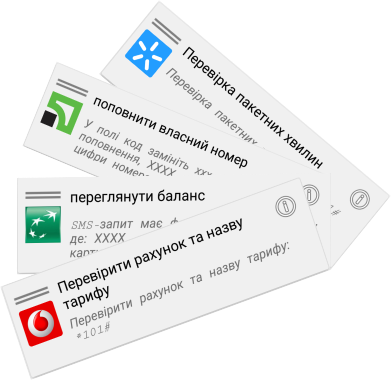 Перевірка пакетних хвилин
Перевірка пакетних
поповнити власний номер
У полі код замініть
поповнення, XXXX
цифри номер
переглянути баланс
SMS-запит має
де: XXXX
Перевірити рахунок та назву
тарифу
Перевірити рахунок та назву тарифу:
*101#